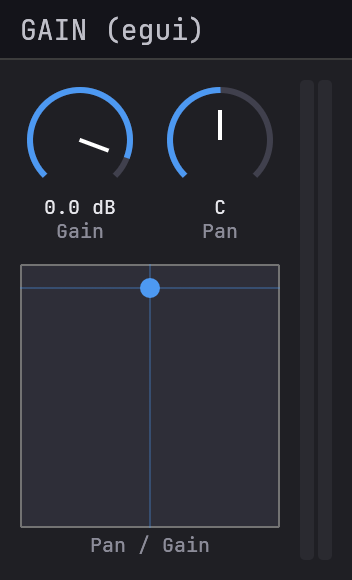 GAIN (egui)
0.0 dB
Gain
C
Pan
Pan / Gain